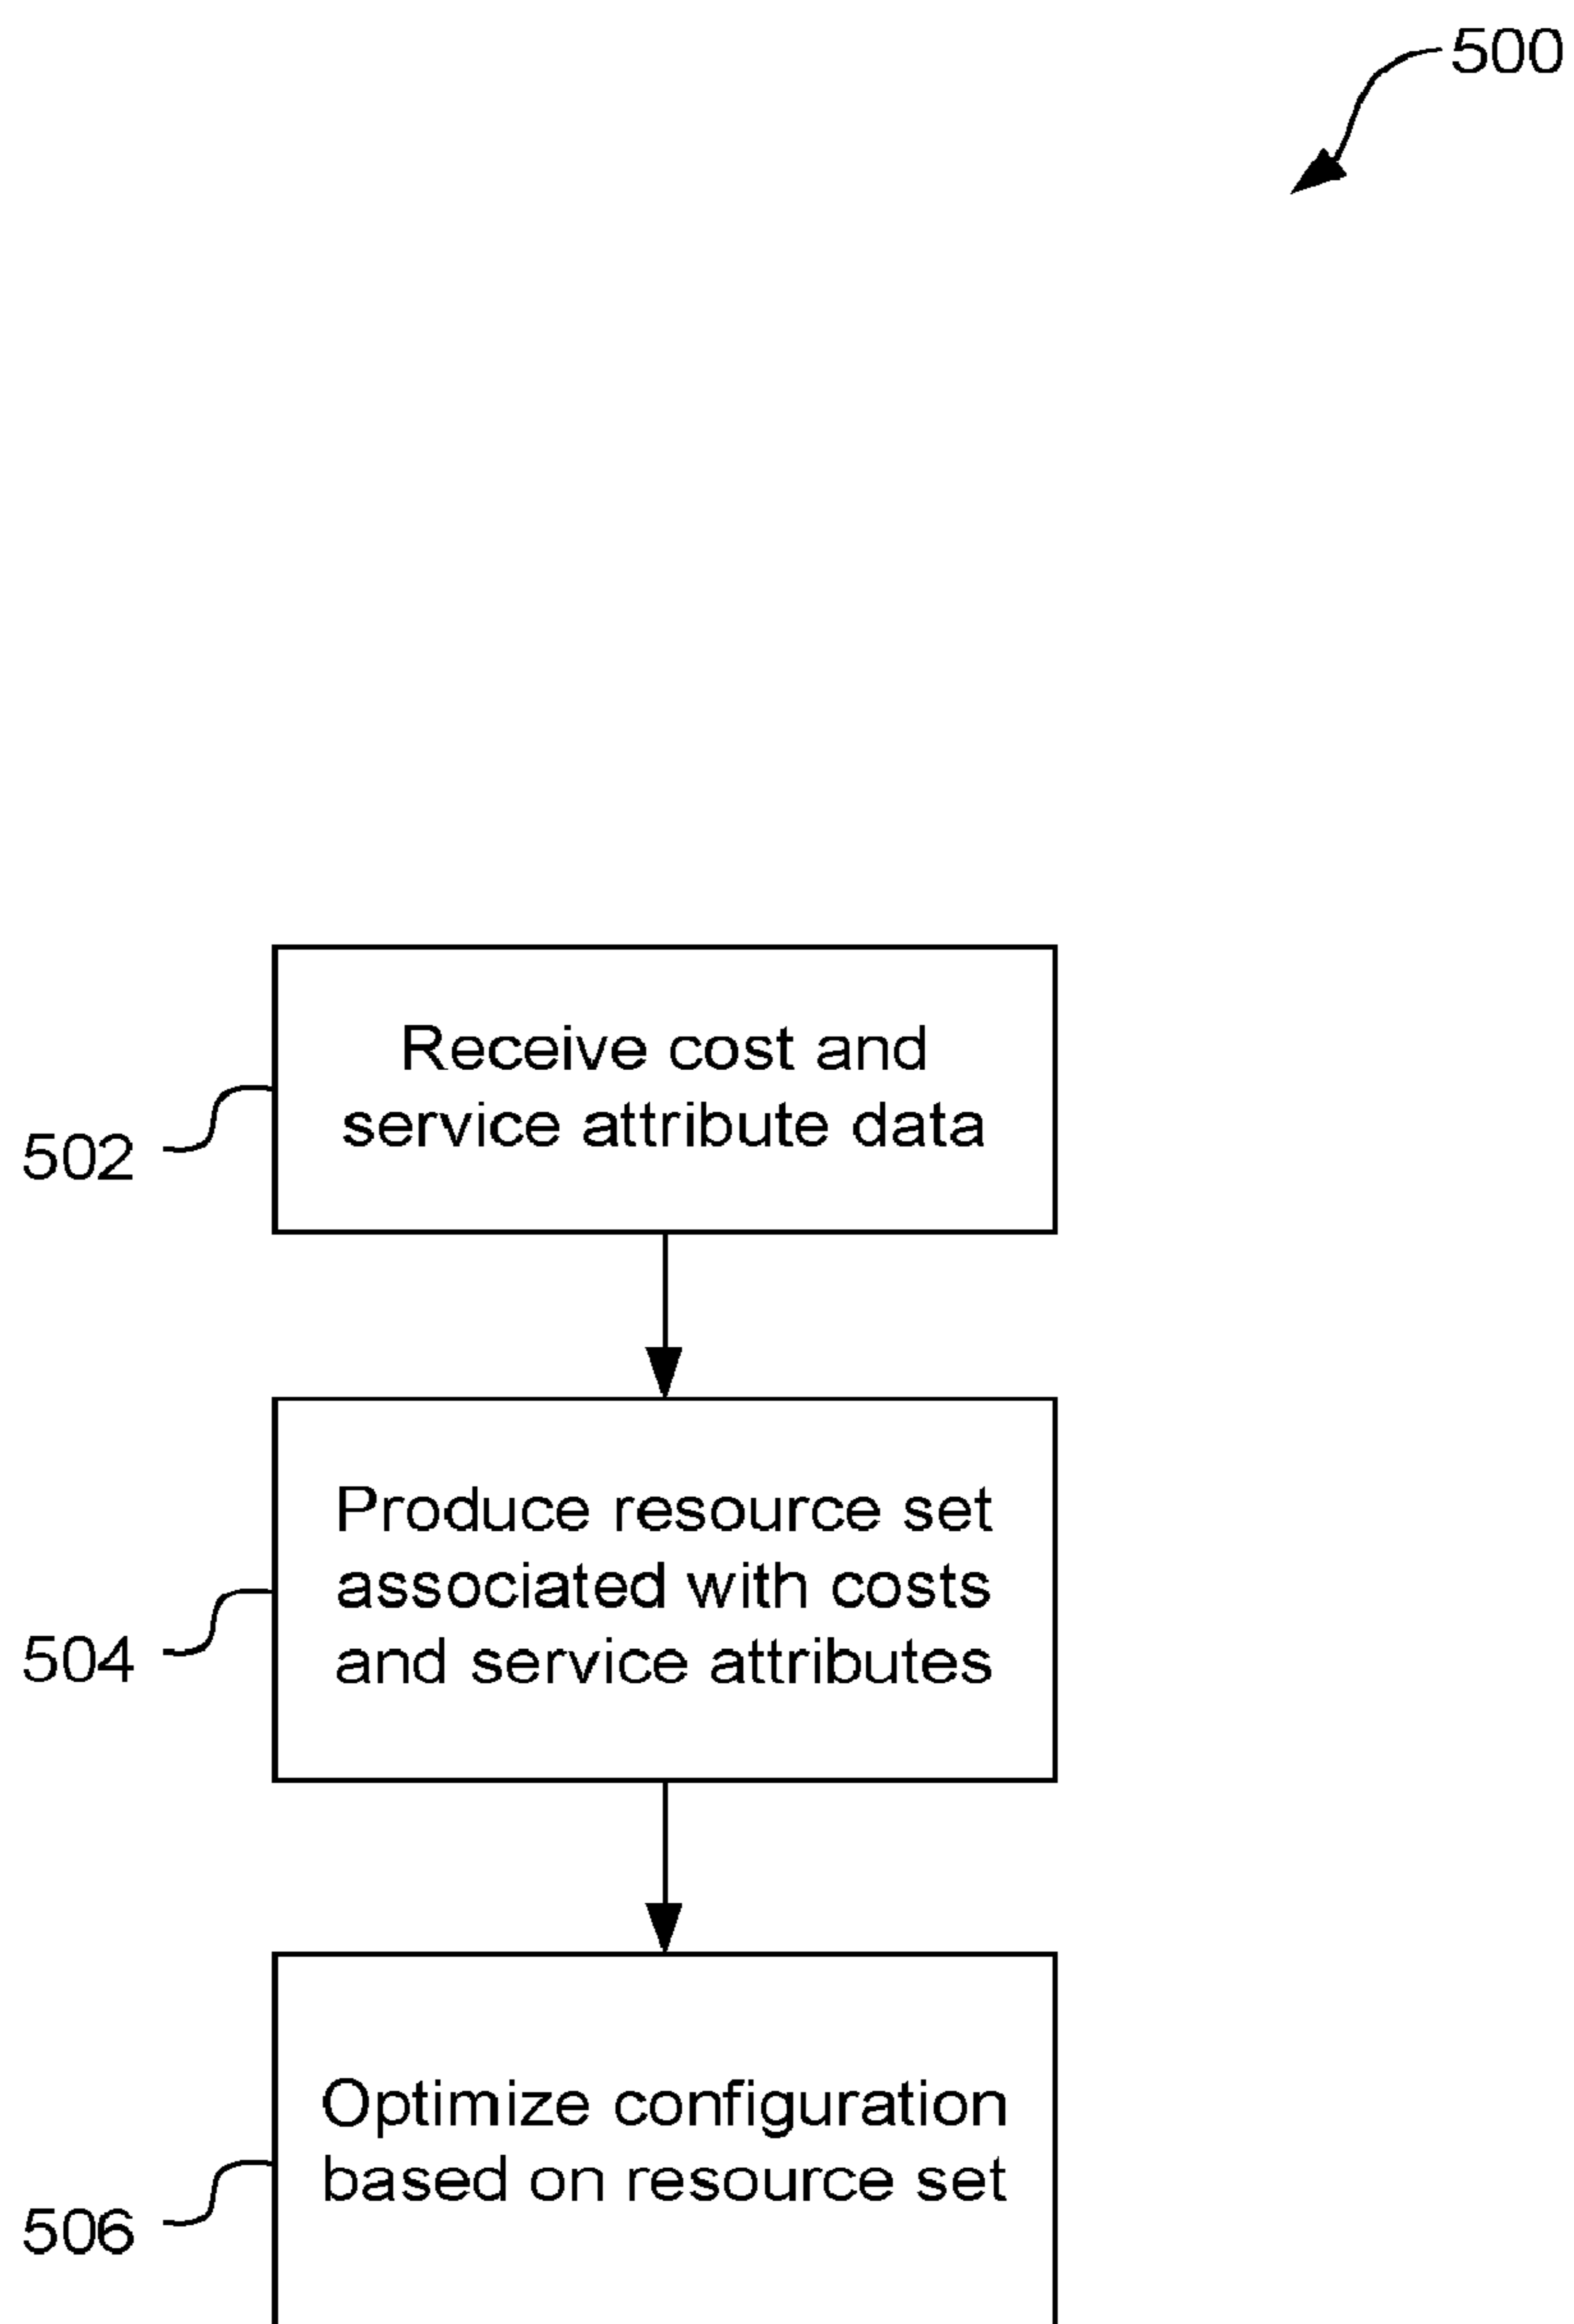 500
Receive cost and
service attribute data
502
Produce resource set
associated with costs
and service attributes
504
Optimize configuration
based on resource set
506